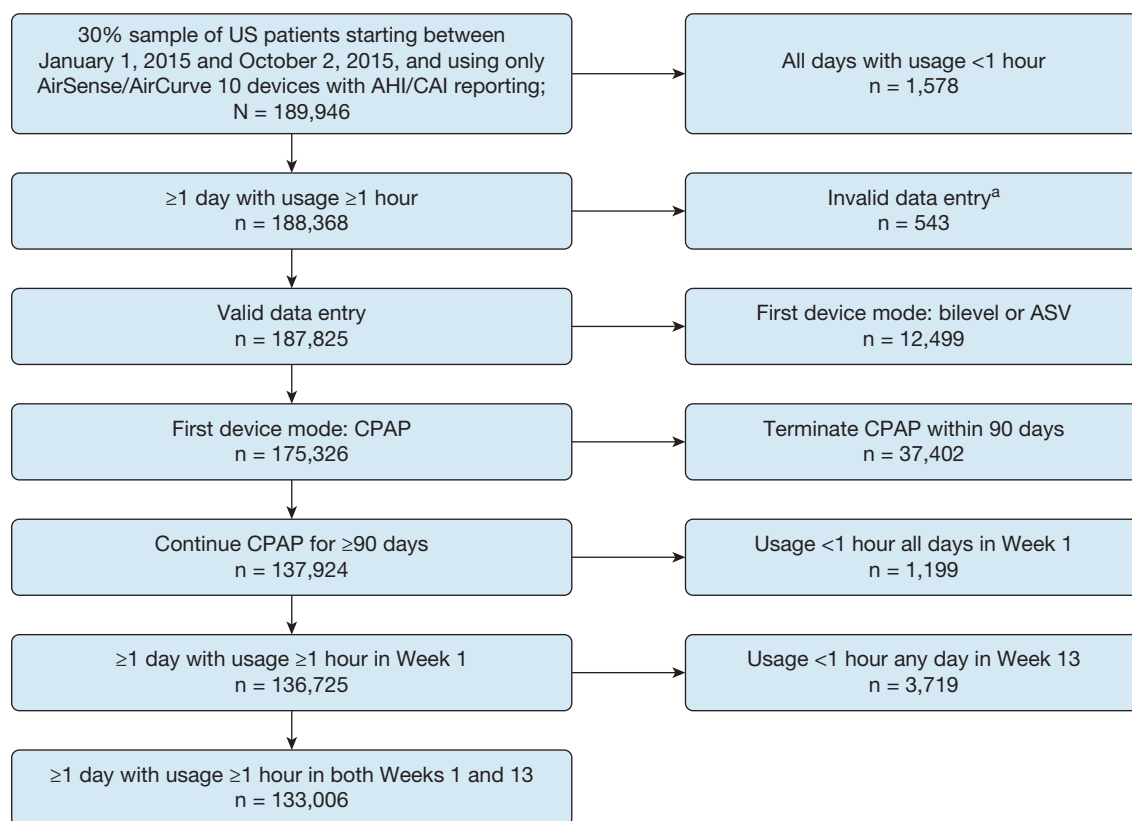 30% sample of US patients starting between
January 1, 2015 and October 2, 2015, and using only
AirSense/AirCurve 10 devices with AHI/CAI reporting;
N = 189,946
All days with usage <1 hour
n = 1,578
≥1 day with usage ≥1 hour
n = 188,368
Invalid data entryᵃ
n = 543
Valid data entry
n = 187,825
First device mode: bilevel or ASV
n = 12,499
First device mode: CPAP
n = 175,326
Terminate CPAP within 90 days
n = 37,402
Continue CPAP for ≥90 days
n = 137,924
Usage <1 hour all days in Week 1
n = 1,199
≥1 day with usage ≥1 hour in Week 1
n = 136,725
Usage <1 hour any day in Week 13
n = 3,719
≥1 day with usage ≥1 hour in both Weeks 1 and 13
n = 133,006